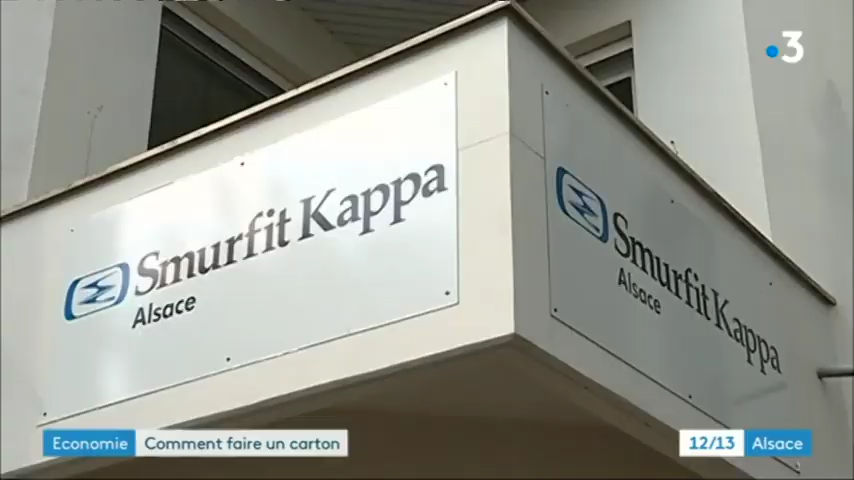 3
Smurfit Kappa
Alsace
Smurfit Kappa
Alsace
Economie
Comment faire un carton
12/13
Alsace